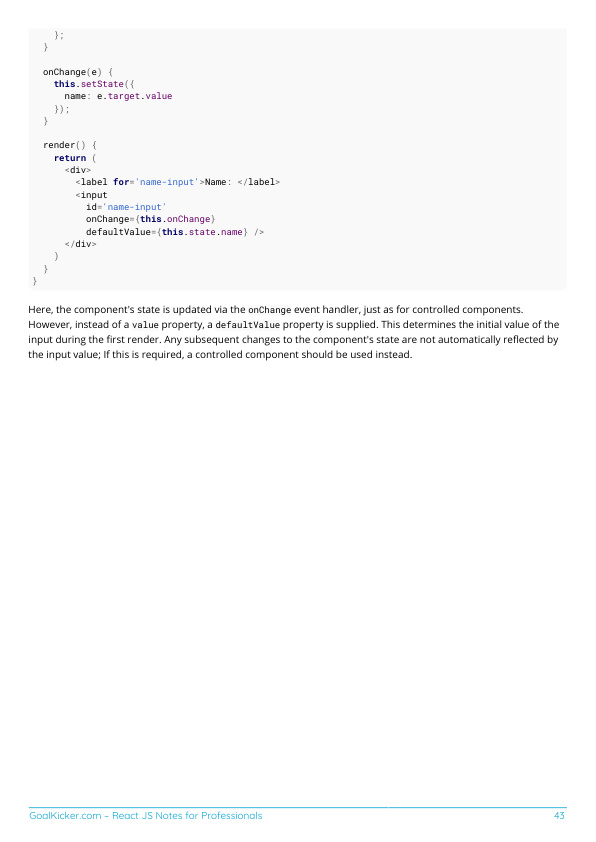 };
  }

  onChange(e) {
    this.setState({
      name: e.target.value
    });
  }

  render() {
    return (
      <div>
        <label for='name-input'>Name: </label>
        <input
          id='name-input'
          onChange={this.onChange}
          defaultValue={this.state.name} />
      </div>
    )
  }
}
Here, the component's state is updated via the onChange event handler, just as for controlled components.
However, instead of a value property, a defaultValue property is supplied. This determines the initial value of the
input during the first render. Any subsequent changes to the component's state are not automatically reflected by
the input value; If this is required, a controlled component should be used instead.
GoalKicker.com – React JS Notes for Professionals 43